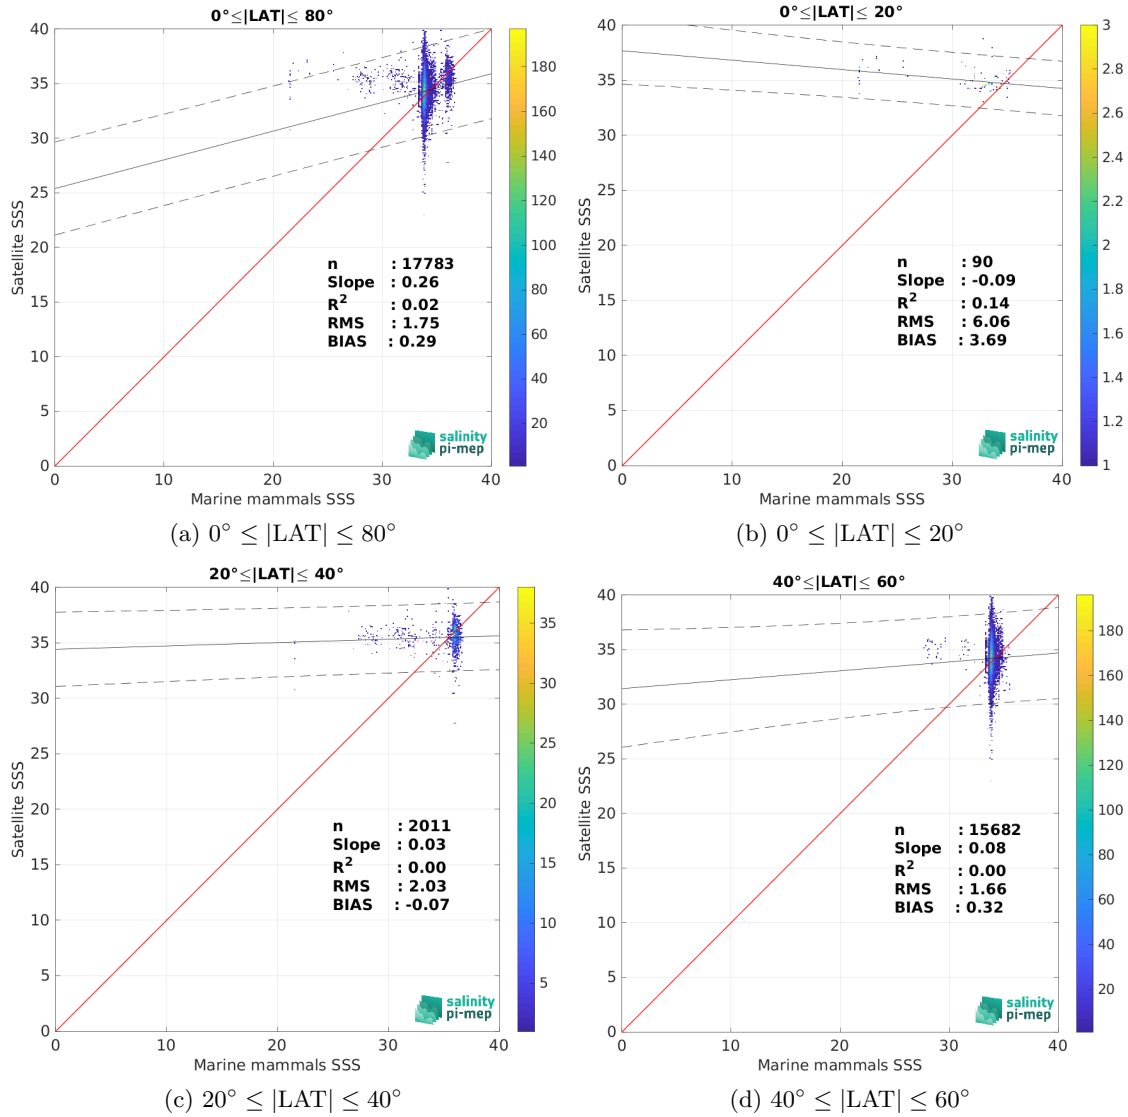 0°≤|LAT|≤ 80°
40
35
30
25
20
15
10
5
0
Satellite SSS
n : 17783
Slope : 0.26
R² : 0.02
RMS : 1.75
BIAS : 0.29
salinity
pi-mep
0 10 20 30 40
Marine mammals SSS
180
160
140
120
100
80
60
40
20
(a) 0° ≤ |LAT| ≤ 80°
0°≤|LAT|≤ 20°
40
35
30
25
20
15
10
5
0
Satellite SSS
n : 90
Slope : -0.09
R² : 0.14
RMS : 6.06
BIAS : 3.69
salinity
pi-mep
0 10 20 30 40
Marine mammals SSS
3
2.8
2.6
2.4
2.2
2
1.8
1.6
1.4
1.2
1
(b) 0° ≤ |LAT| ≤ 20°
20°≤|LAT|≤ 40°
40
35
30
25
20
15
10
5
0
Satellite SSS
n : 2011
Slope : 0.03
R² : 0.00
RMS : 2.03
BIAS : -0.07
salinity
pi-mep
0 10 20 30 40
Marine mammals SSS
35
30
25
20
15
10
5
(c) 20° ≤ |LAT| ≤ 40°
40°≤|LAT|≤ 60°
40
35
30
25
20
15
10
5
0
Satellite SSS
n : 15682
Slope : 0.08
R² : 0.00
RMS : 1.66
BIAS : 0.32
salinity
pi-mep
0 10 20 30 40
Marine mammals SSS
180
160
140
120
100
80
60
40
20
(d) 40° ≤ |LAT| ≤ 60°